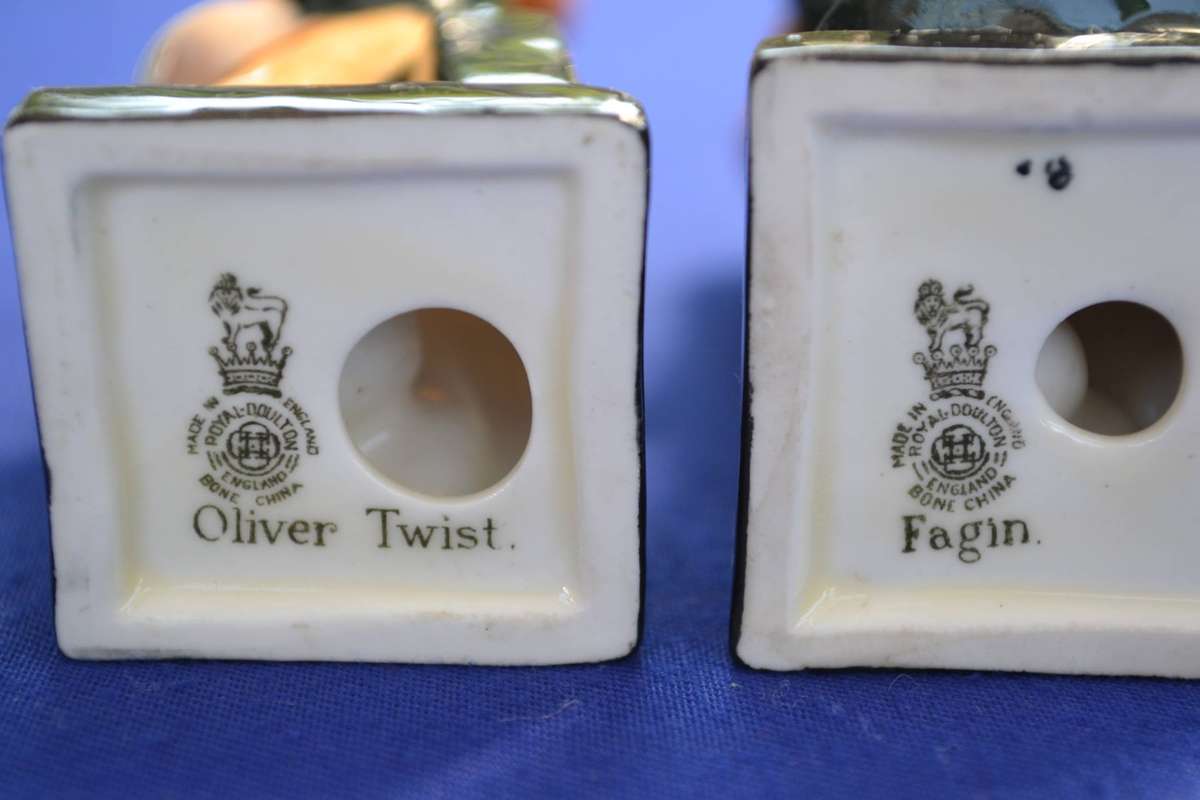 MADE IN ENGLAND
ROYAL-DOULTON
ENGLAND
BONE CHINA
Oliver Twist.
MADE IN ENGLAND
ROYAL-DOULTON
ENGLAND
BONE CHINA
Fagin.